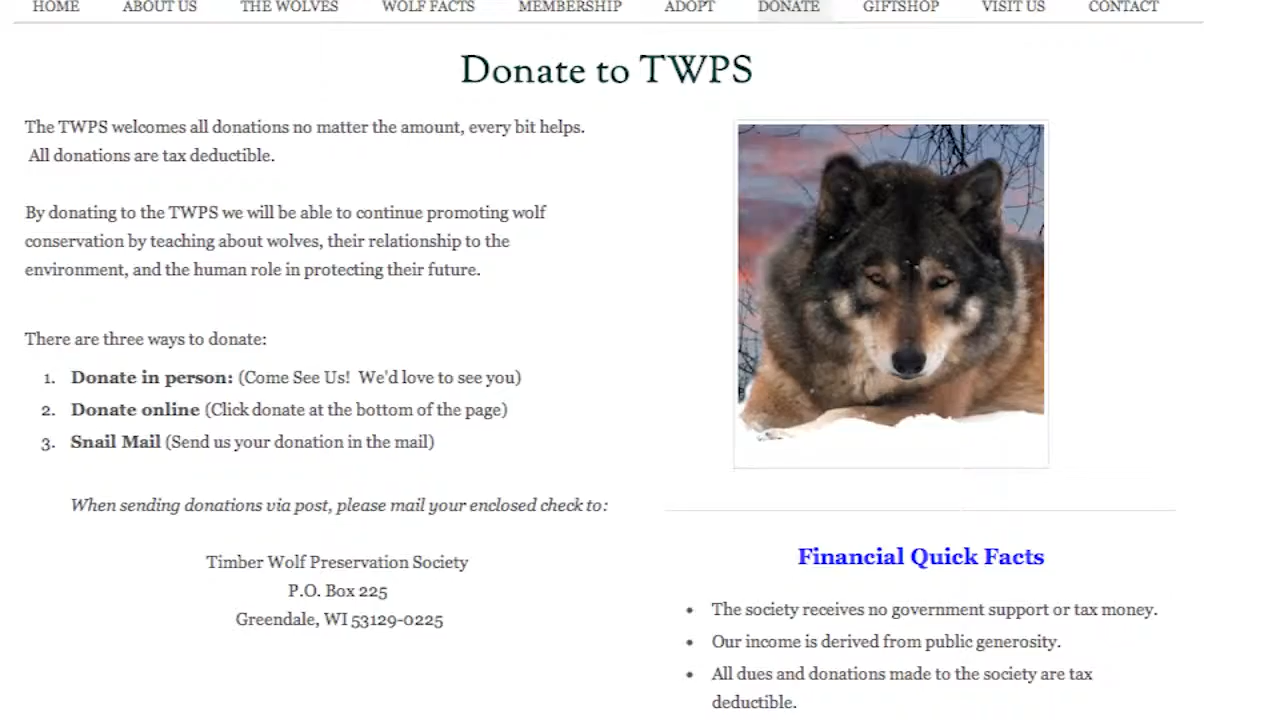 HOME ABOUT US THE WOLVES WOLF FACTS MEMBERSHIP ADOPT DONATE GIFTSHOP VISIT US CONTACT
Donate to TWPS
The TWPS welcomes all donations no matter the amount, every bit helps.
All donations are tax deductible.
By donating to the TWPS we will be able to continue promoting wolf
conservation by teaching about wolves, their relationship to the
environment, and the human role in protecting their future.
There are three ways to donate:
1. Donate in person: (Come See Us! We'd love to see you)
2. Donate online (Click donate at the bottom of the page)
3. Snail Mail (Send us your donation in the mail)
When sending donations via post, please mail your enclosed check to:
Timber Wolf Preservation Society
P.O. Box 225
Greendale, WI 53129-0225
Financial Quick Facts
• The society receives no government support or tax money.
• Our income is derived from public generosity.
• All dues and donations made to the society are tax
deductible.